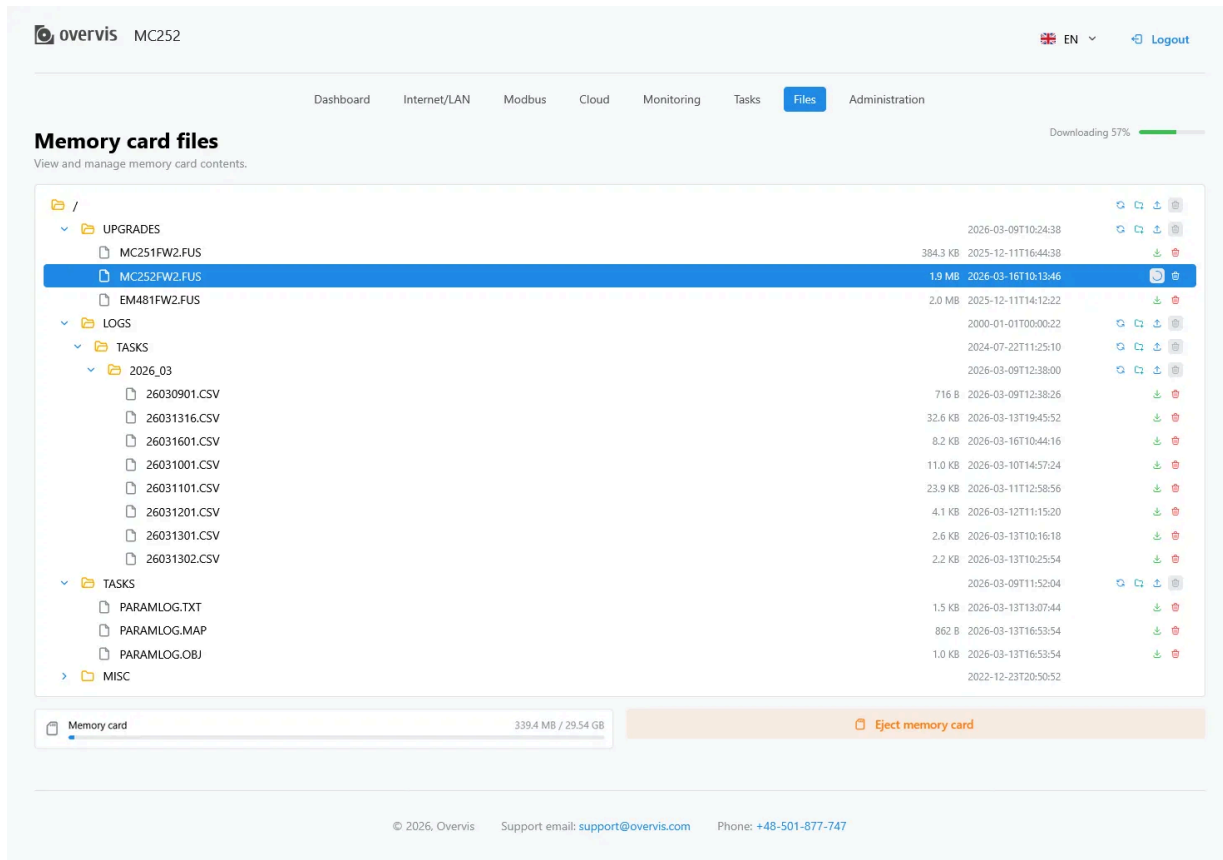 overvis MC252 EN Logout
Dashboard Internet/LAN Modbus Cloud Monitoring Tasks Files Administration
Memory card files
Downloading 57%
View and manage memory card contents.
/
UPGRADES 2026-03-09T10:24:38
MC251FW2.FUS 384.3 KB 2025-12-11T16:44:38
MC252FW2.FUS 1.9 MB 2026-03-16T10:13:46
EM481FW2.FUS 2.0 MB 2025-12-11T14:12:22
LOGS 2000-01-01T00:00:22
TASKS 2024-07-22T11:25:10
2026_03 2026-03-09T12:38:00
26030901.CSV 716 B 2026-03-09T12:38:26
26031316.CSV 32.6 KB 2026-03-13T19:45:52
26031601.CSV 8.2 KB 2026-03-16T10:44:16
26031001.CSV 11.0 KB 2026-03-10T14:57:24
26031101.CSV 23.9 KB 2026-03-11T12:58:56
26031201.CSV 4.1 KB 2026-03-12T11:15:20
26031301.CSV 2.6 KB 2026-03-13T10:16:18
26031302.CSV 2.2 KB 2026-03-13T10:25:54
TASKS 2026-03-09T11:52:04
PARAMLOG.TXT 1.5 KB 2026-03-13T13:07:44
PARAMLOG.MAP 862 B 2026-03-13T16:53:54
PARAMLOG.OBJ 1.0 KB 2026-03-13T16:53:54
MISC 2022-12-23T20:50:52
Memory card 339.4 MB / 29.54 GB Eject memory card
© 2026, Overvis Support email: support@overvis.com Phone: +48-501-877-747